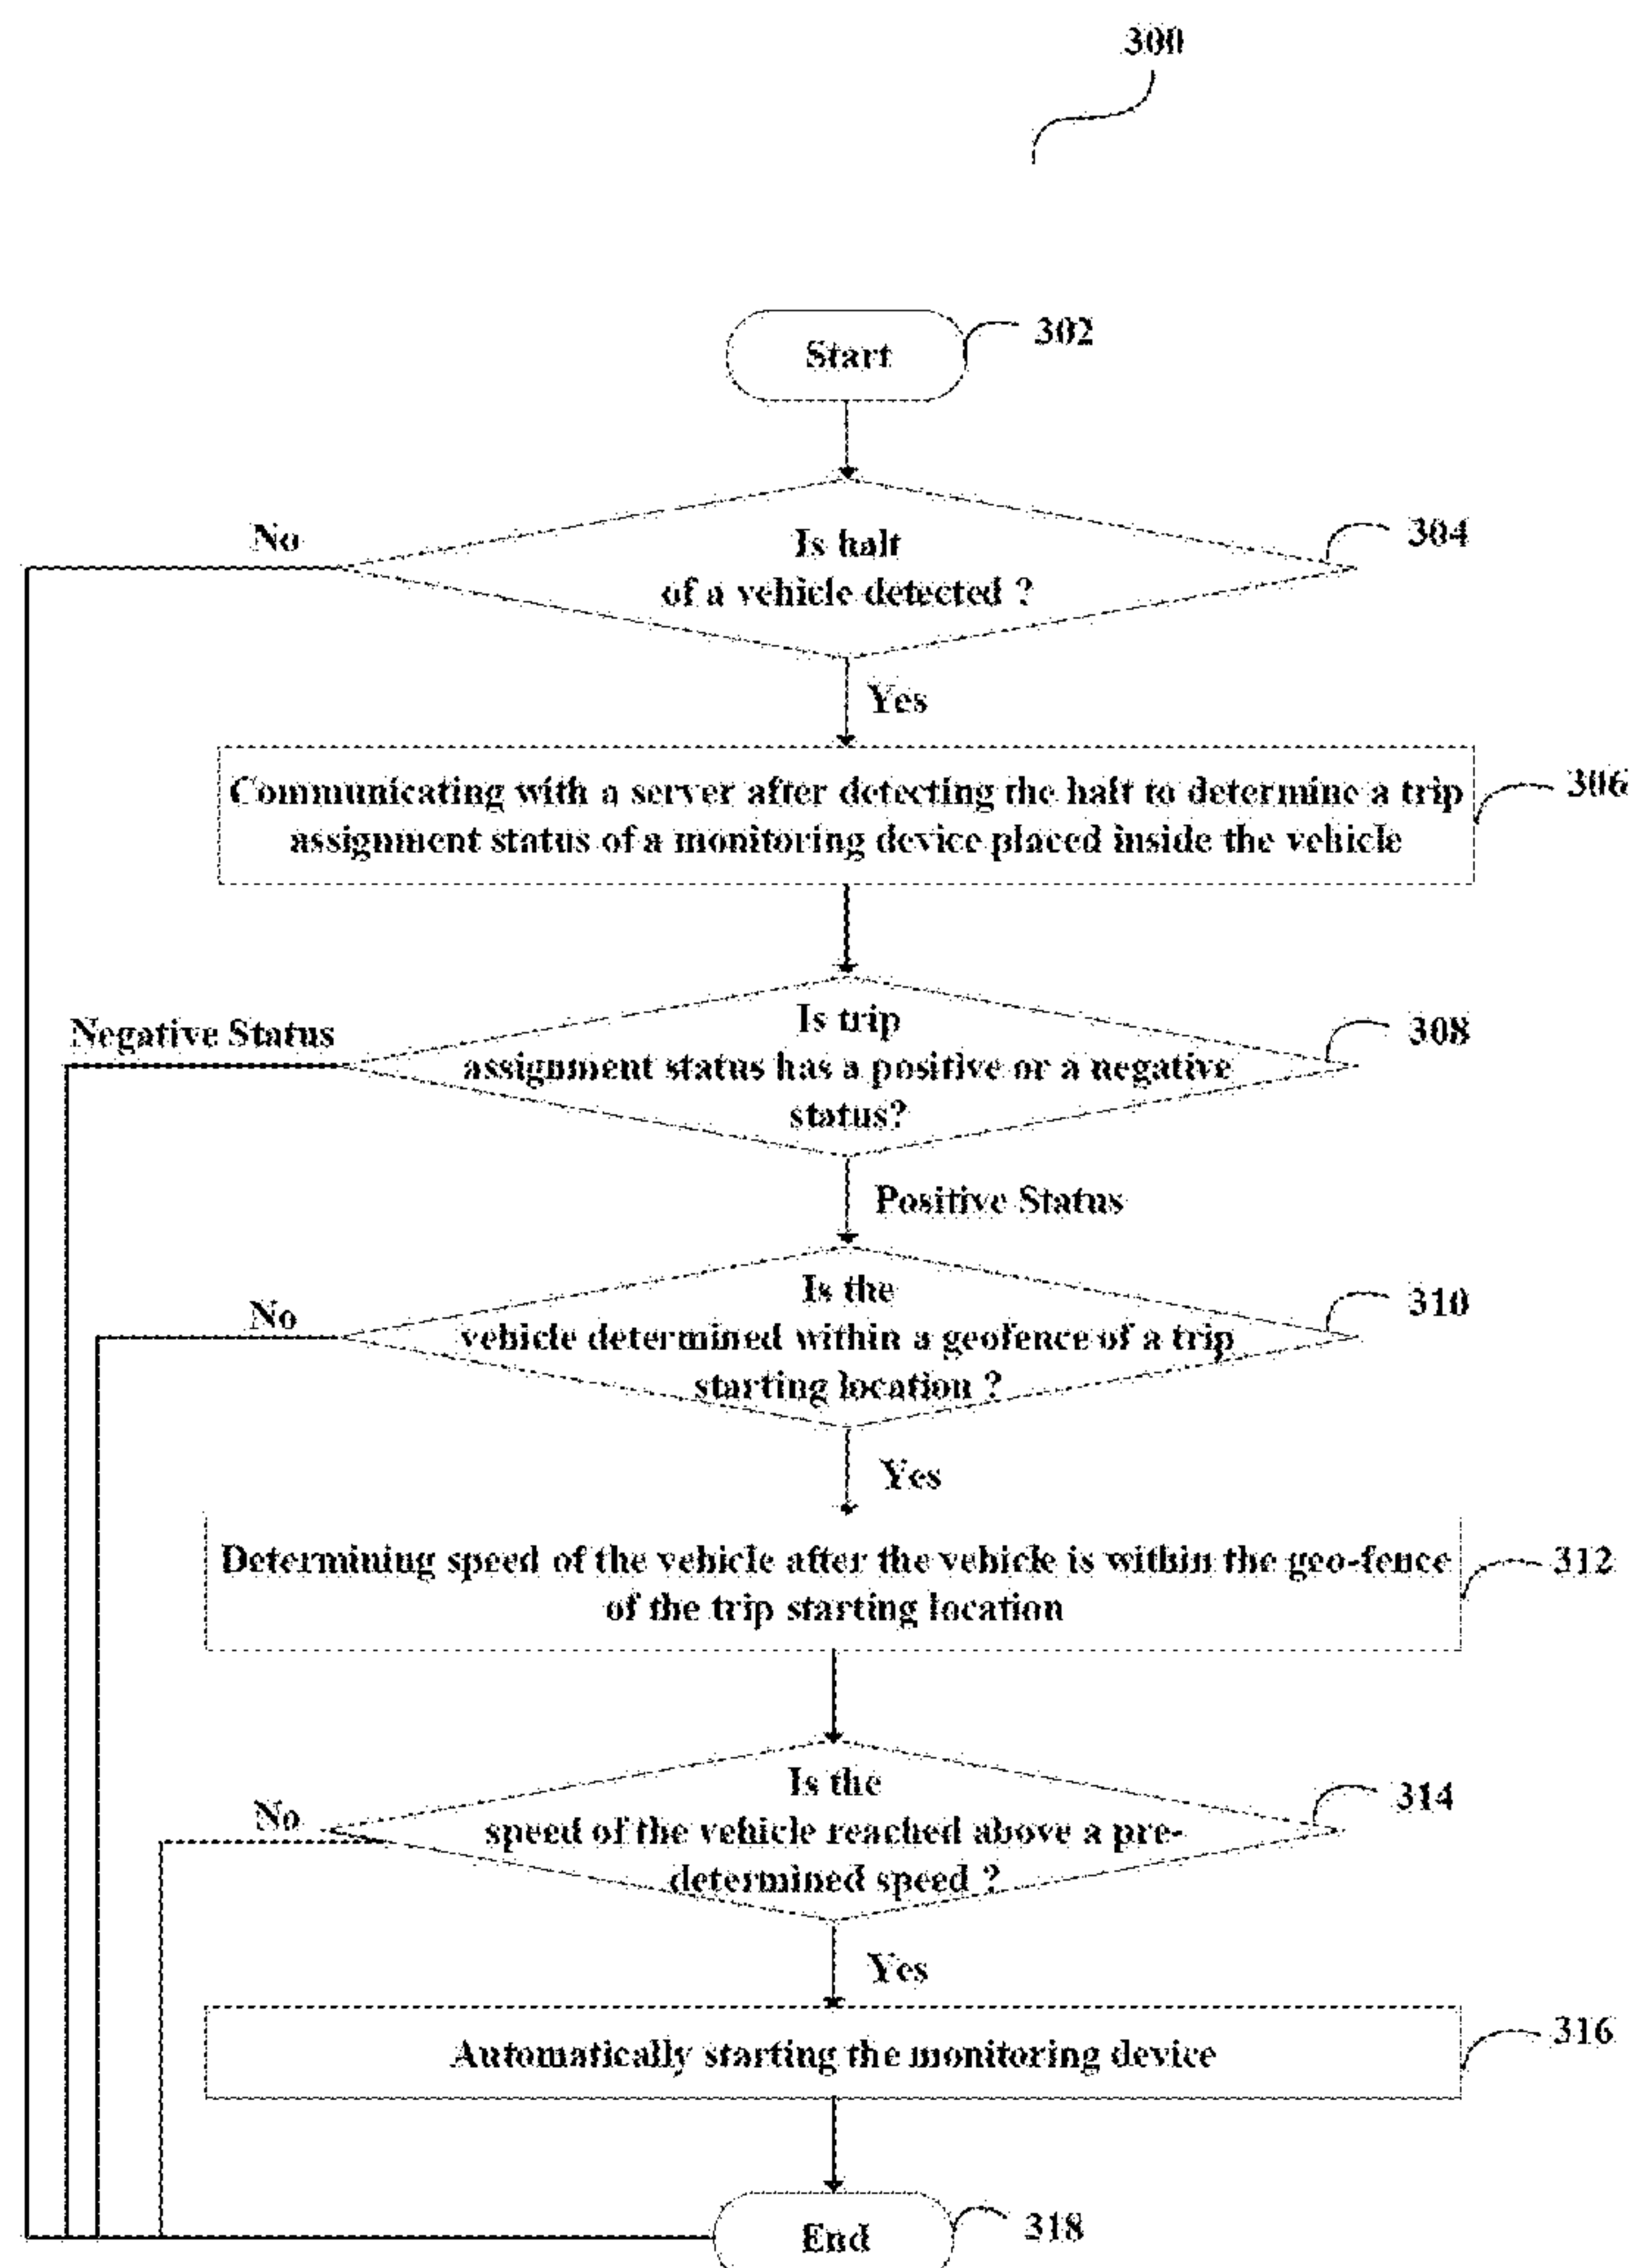 300
Start
302
No
Is halt
of a vehicle detected ?
304
Yes
Communicating with a server after detecting the halt to determine a trip
assignment status of a monitoring device placed inside the vehicle
306
Negative Status
Is trip
assignment status has a positive or a negative
status?
308
Positive Status
No
Is the
vehicle determined within a geofence of a trip
starting location ?
310
Yes
Determining speed of the vehicle after the vehicle is within the geo-fence
of the trip starting location
312
No
Is the
speed of the vehicle reached above a pre-
determined speed ?
314
Yes
Automatically starting the monitoring device
316
End
318